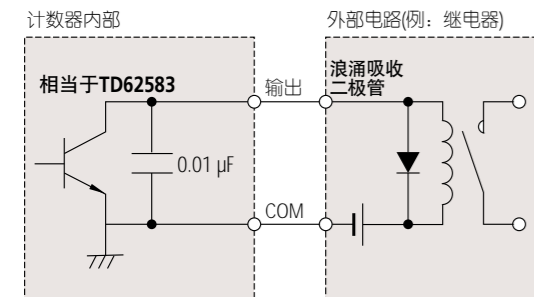 计数器内部
外部电路(例：继电器)
相当于TD62583
输出
浪涌吸收
二极管
0.01 µF
COM